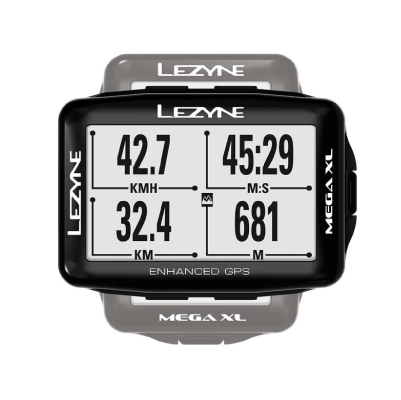 LEZYNE
LEZYNE
LEZYNE
42.7
KMH
45:29
M:S
32.4
KM
681
M
MEGA XL
ENHANCED GPS
MEGA XL